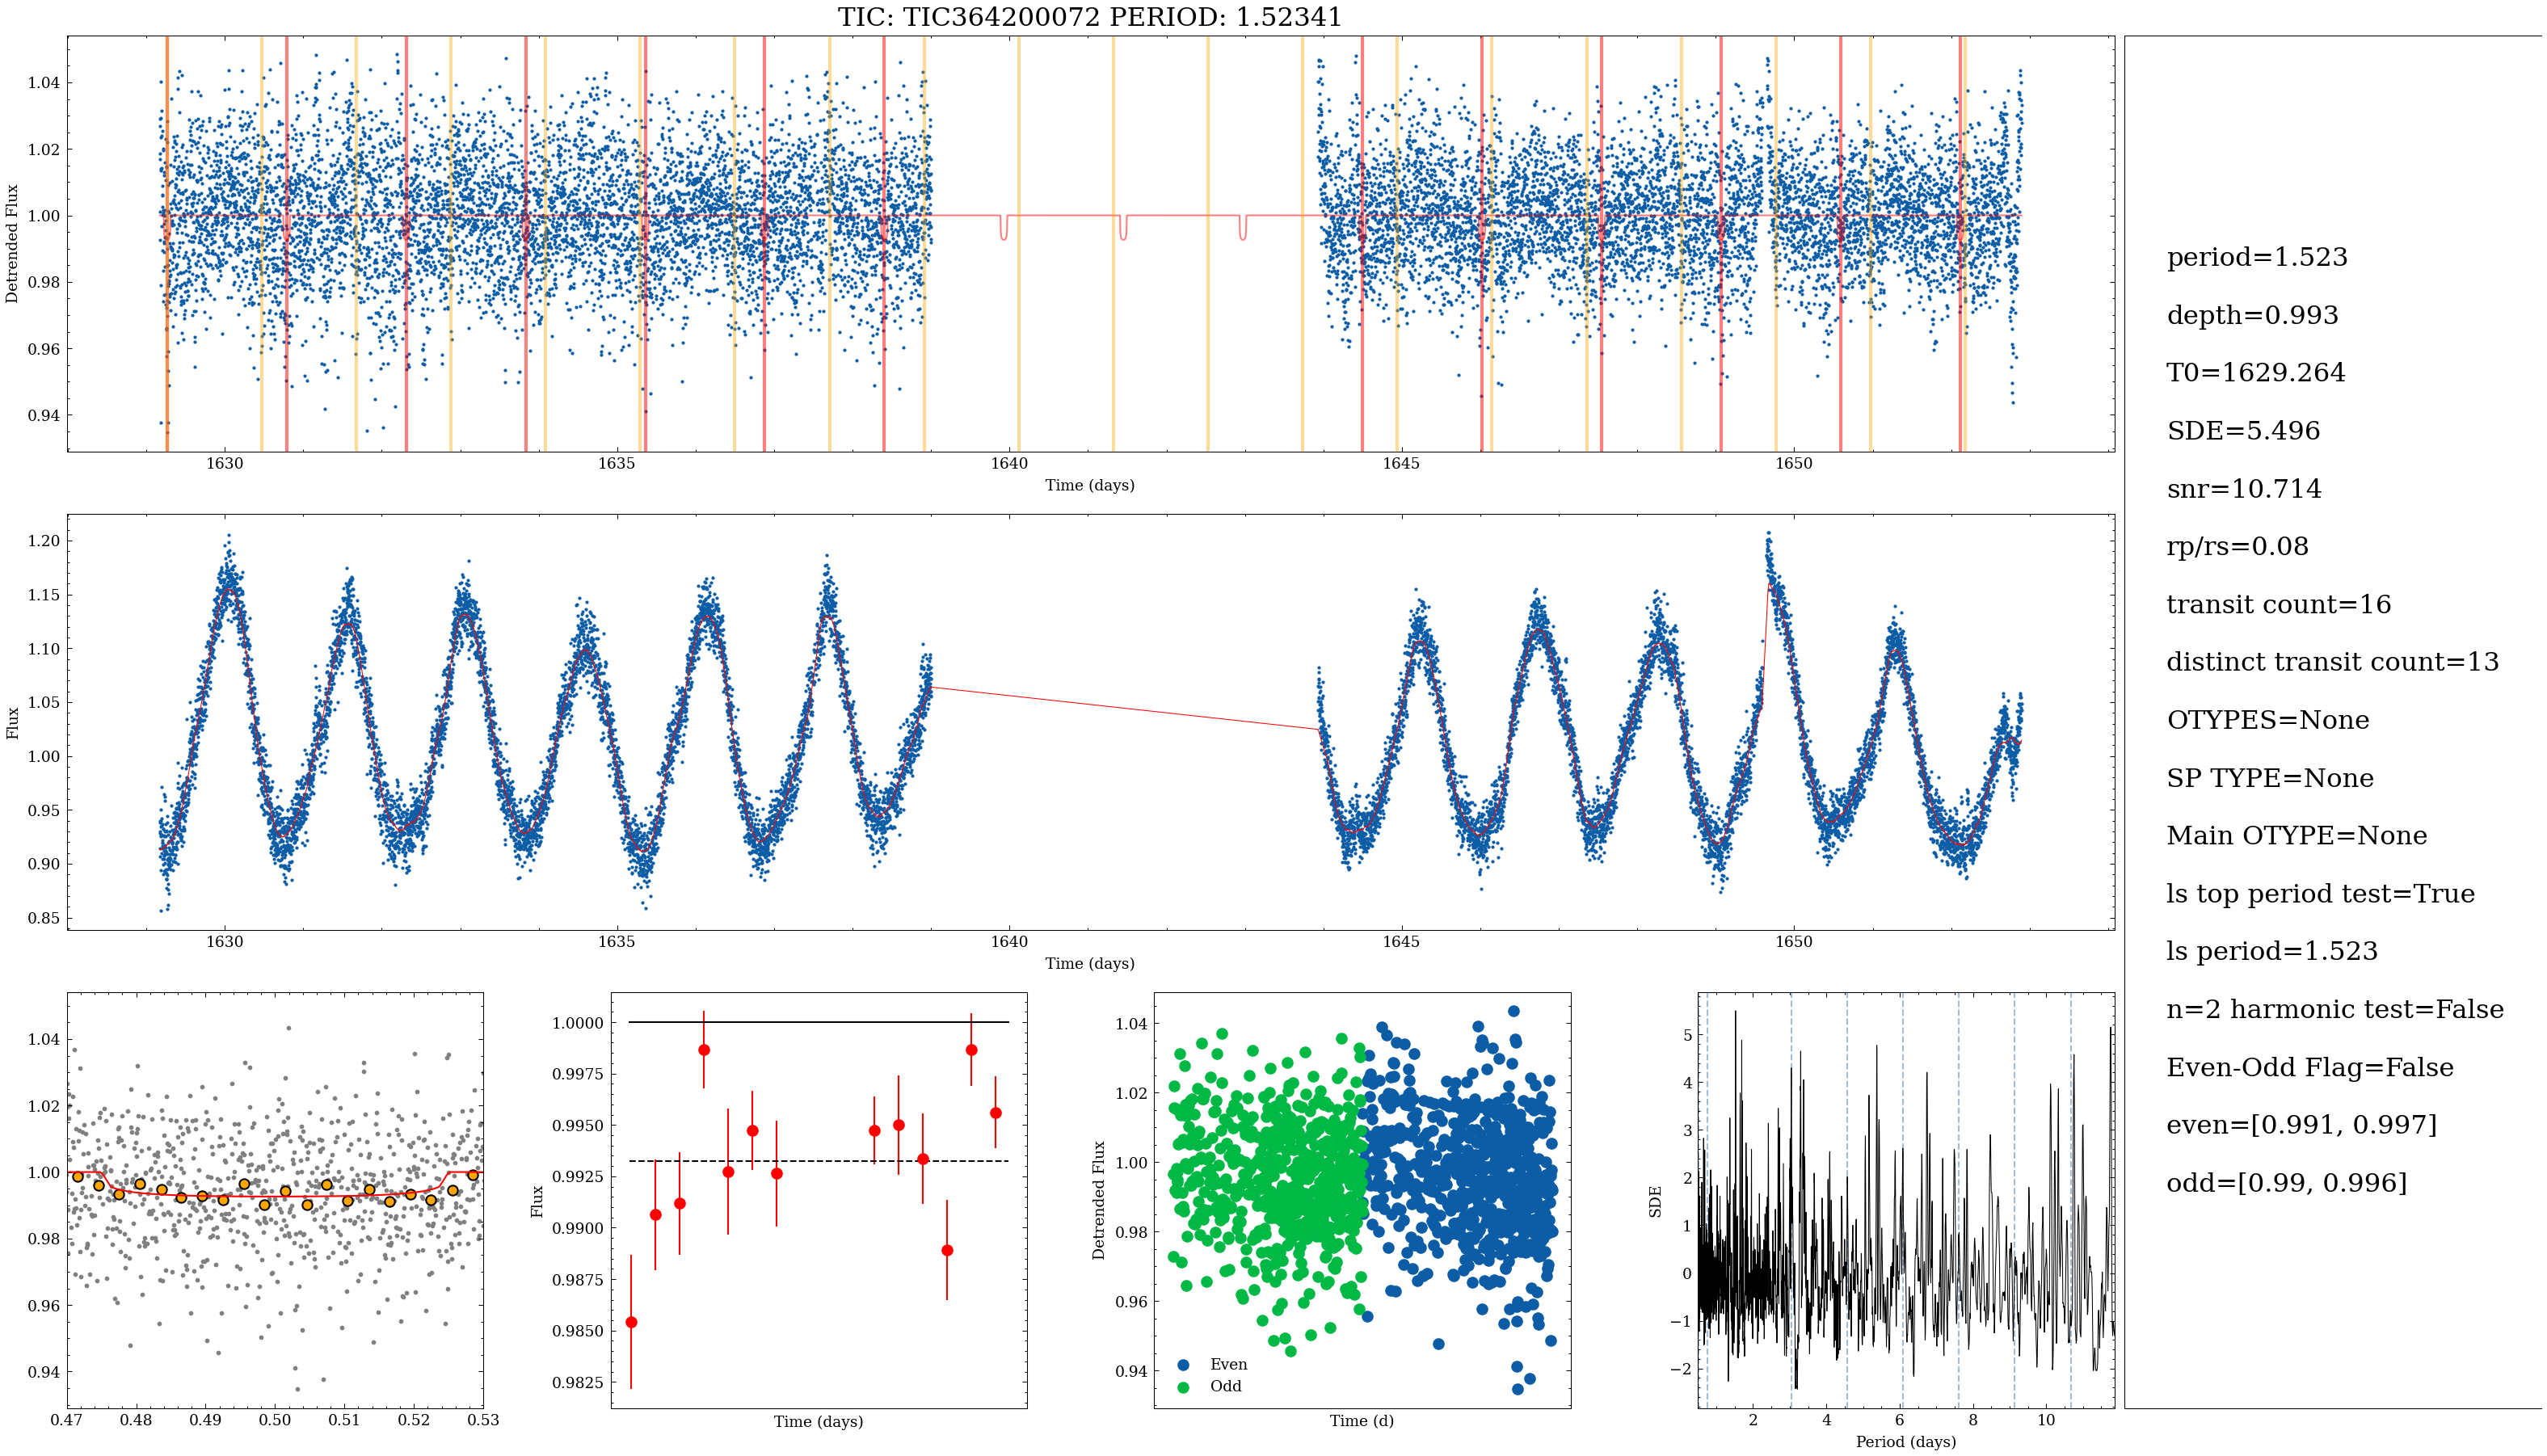 TIC: TIC364200072 PERIOD: 1.52341
1.04
1.02
1.00
0.98
0.96
0.94
Detrended Flux
1630
1635
1640
1645
1650
Time (days)
1.20
1.15
1.10
1.05
1.00
0.95
0.90
0.85
Flux
1630
1635
1640
1645
1650
Time (days)
1.04
1.02
1.00
0.98
0.96
0.94
0.47
0.48
0.49
0.50
0.51
0.52
0.53
1.0000
0.9975
0.9950
0.9925
0.9900
0.9875
0.9850
0.9825
Flux
Time (days)
1.04
1.02
1.00
0.98
0.96
0.94
Detrended Flux
Even
Odd
Time (d)
5
4
3
2
1
0
−1
−2
SDE
2
4
6
8
10
Period (days)
period=1.523
depth=0.993
T0=1629.264
SDE=5.496
snr=10.714
rp/rs=0.08
transit count=16
distinct transit count=13
OTYPES=None
SP TYPE=None
Main OTYPE=None
ls top period test=True
ls period=1.523
n=2 harmonic test=False
Even-Odd Flag=False
even=[0.991, 0.997]
odd=[0.99, 0.996]